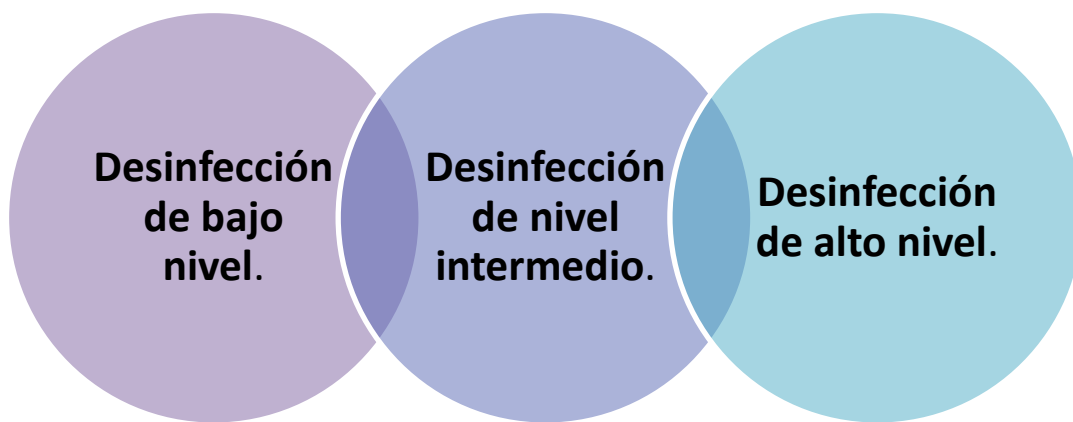 Desinfección
de bajo
nivel.
Desinfección
de nivel
intermedio.
Desinfección
de alto nivel.